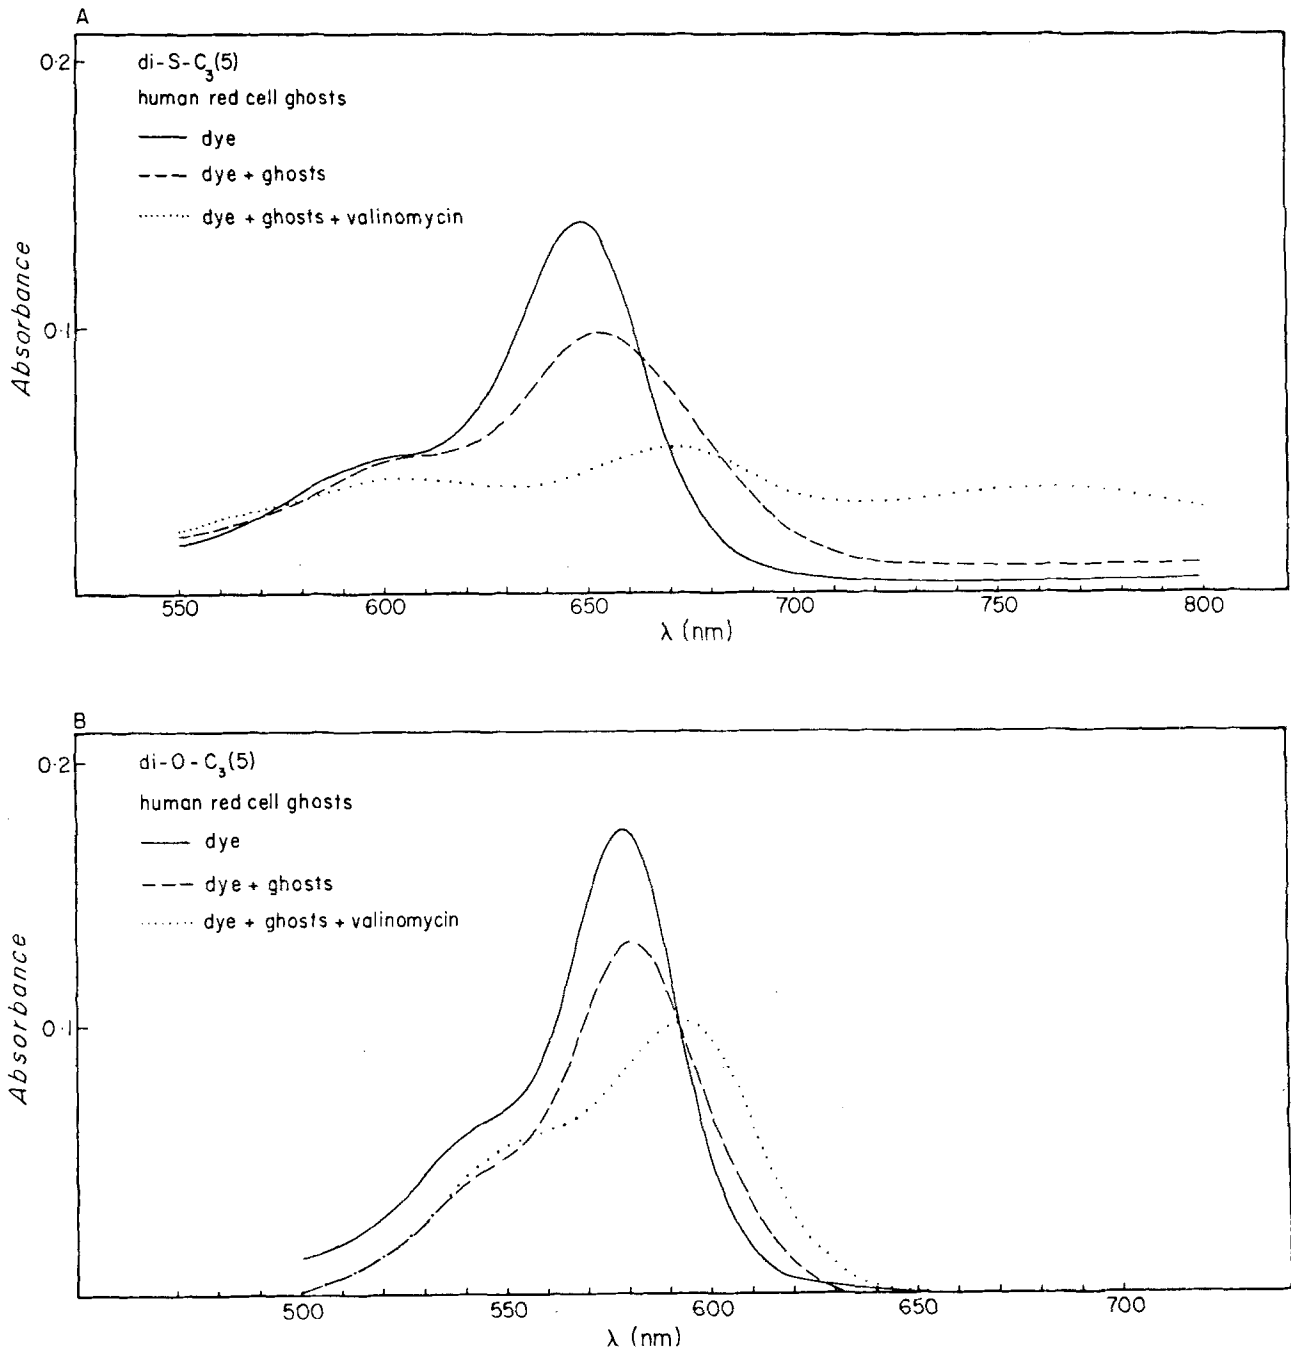 A
0·2
di-S-C₃(5)
human red cell ghosts
dye
dye + ghosts
dye + ghosts + valinomycin
Absorbance
0·1
550 600 650 700 750 800
λ (nm)
B
0·2
di-O-C₃(5)
human red cell ghosts
dye
dye + ghosts
dye + ghosts + valinomycin
Absorbance
0·1
500 550 600 650 700
λ (nm)